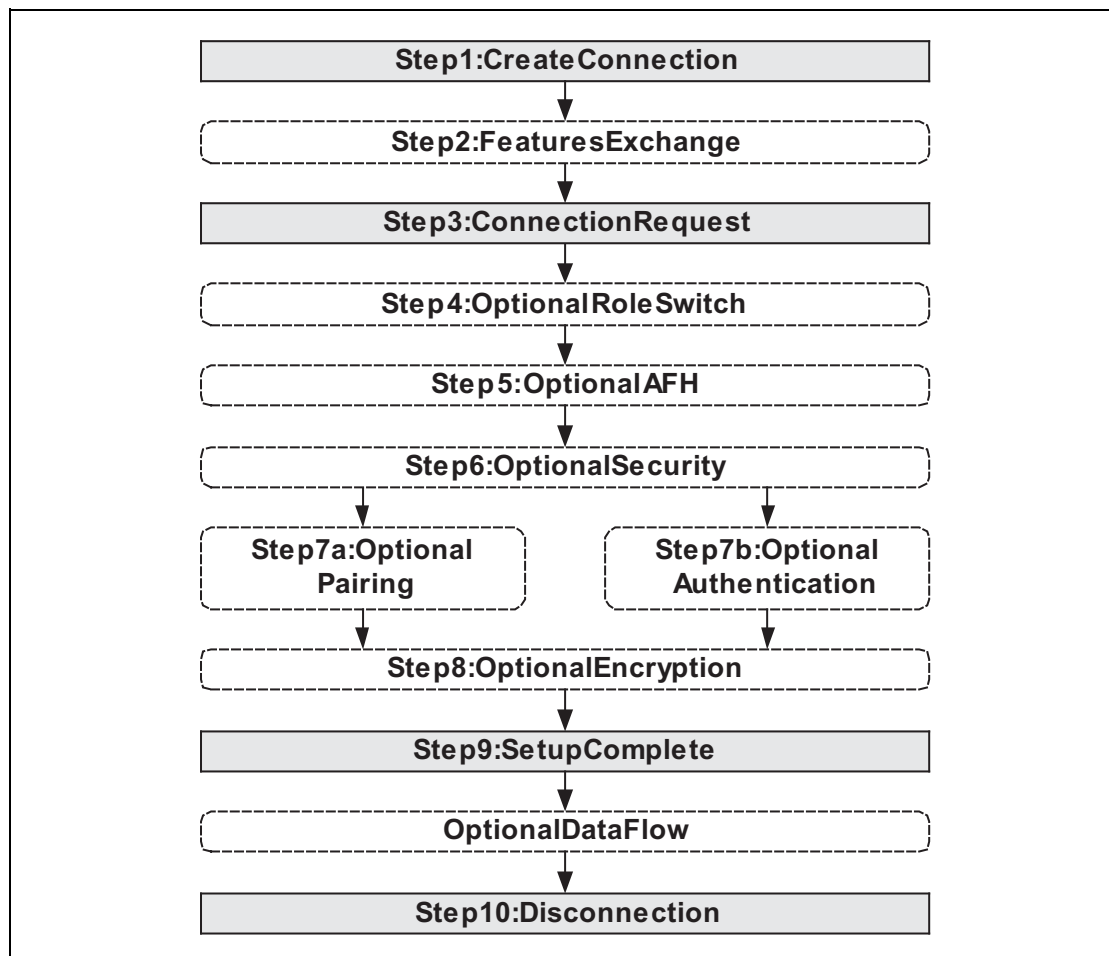 Step1:CreateConnection
Step2:FeaturesExchange
Step3:ConnectionRequest
Step4:OptionalRoleSwitch
Step5:OptionalAFH
Step6:OptionalSecurity
Step7a:Optional
Pairing
Step7b:Optional
Authentication
Step8:OptionalEncryption
Step9:SetupComplete
OptionalDataFlow
Step10:Disconnection